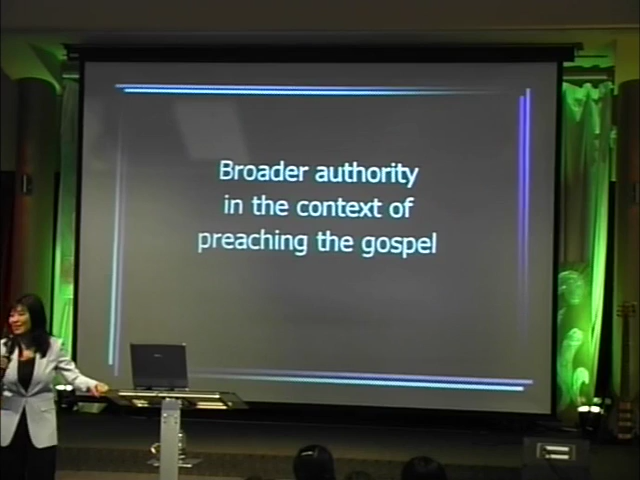 Broader authority
in the context of
preaching the gospel